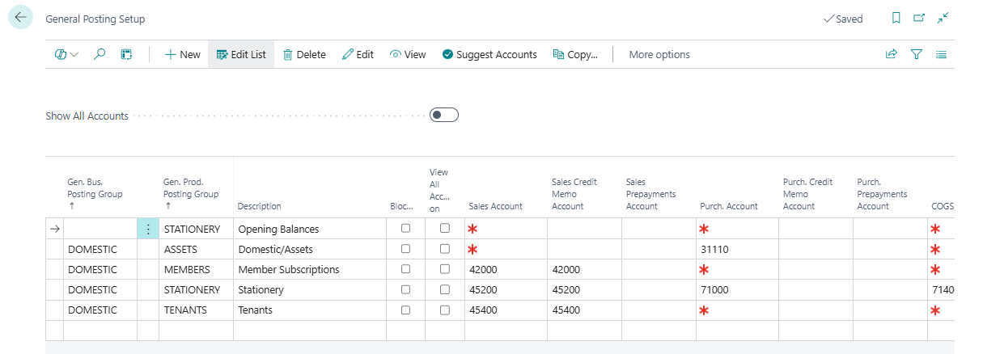 General Posting Setup
Saved
New Edit List Delete Edit View Suggest Accounts Copy... More options
Show All Accounts
Gen. Bus. Posting Group ↑ Gen. Prod. Posting Group ↑ Description Bloc... View All Acc... on Sales Account Sales Credit Memo Account Sales Prepayments Account Purch. Account Purch. Credit Memo Account Purch. Prepayments Account COGS
STATIONERY Opening Balances * * *
DOMESTIC ASSETS Domestic/Assets * 31110 *
DOMESTIC MEMBERS Member Subscriptions 42000 42000 * *
DOMESTIC STATIONERY Stationery 45200 45200 71000 7140
DOMESTIC TENANTS Tenants 45400 45400 * *